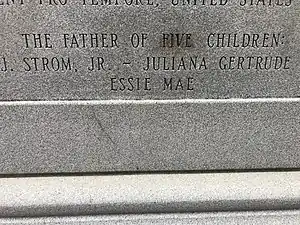 PRO TEMPORE, UNITED STATES
THE FATHER OF FIVE CHILDREN:
J. STROM, JR. - JULIANA GERTRUDE
ESSIE MAE